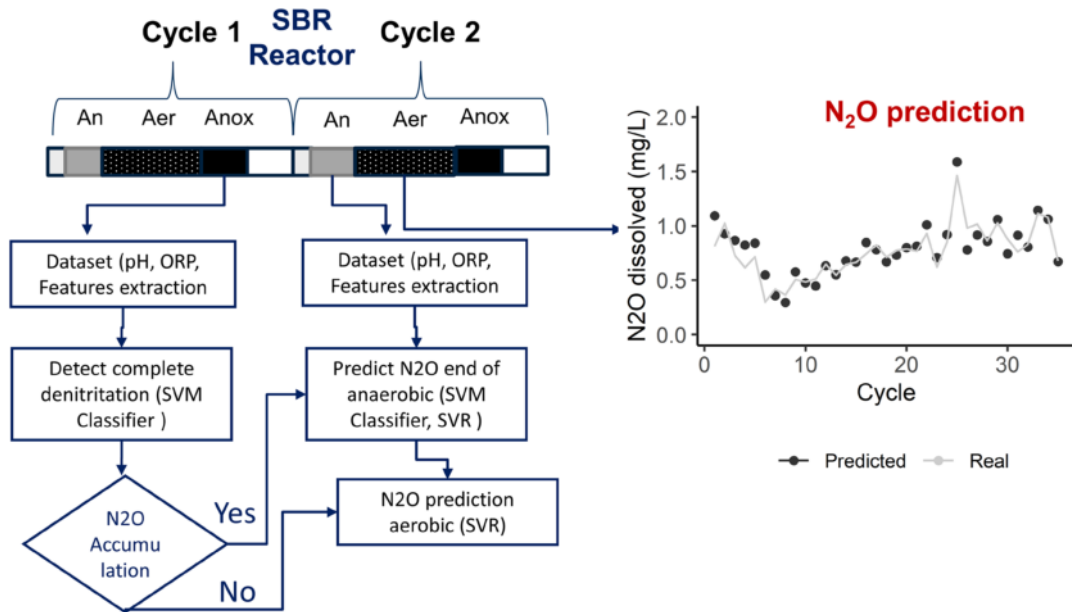 Cycle 1
SBR
Reactor
Cycle 2
An
Aer
Anox
An
Aer
Anox
Dataset (pH, ORP,
Features extraction)
Detect complete
denitritation (SVM
Classifier )
N2O
Accumu
lation
Yes
No
Dataset (pH, ORP,
Features extraction)
Predict N2O end of
anaerobic (SVM
Classifier, SVR )
N2O prediction
aerobic (SVR)
N₂O prediction
N2O dissolved (mg/L)
2.0
1.5
1.0
0.5
0.0
0
10
20
30
Cycle
Predicted
Real